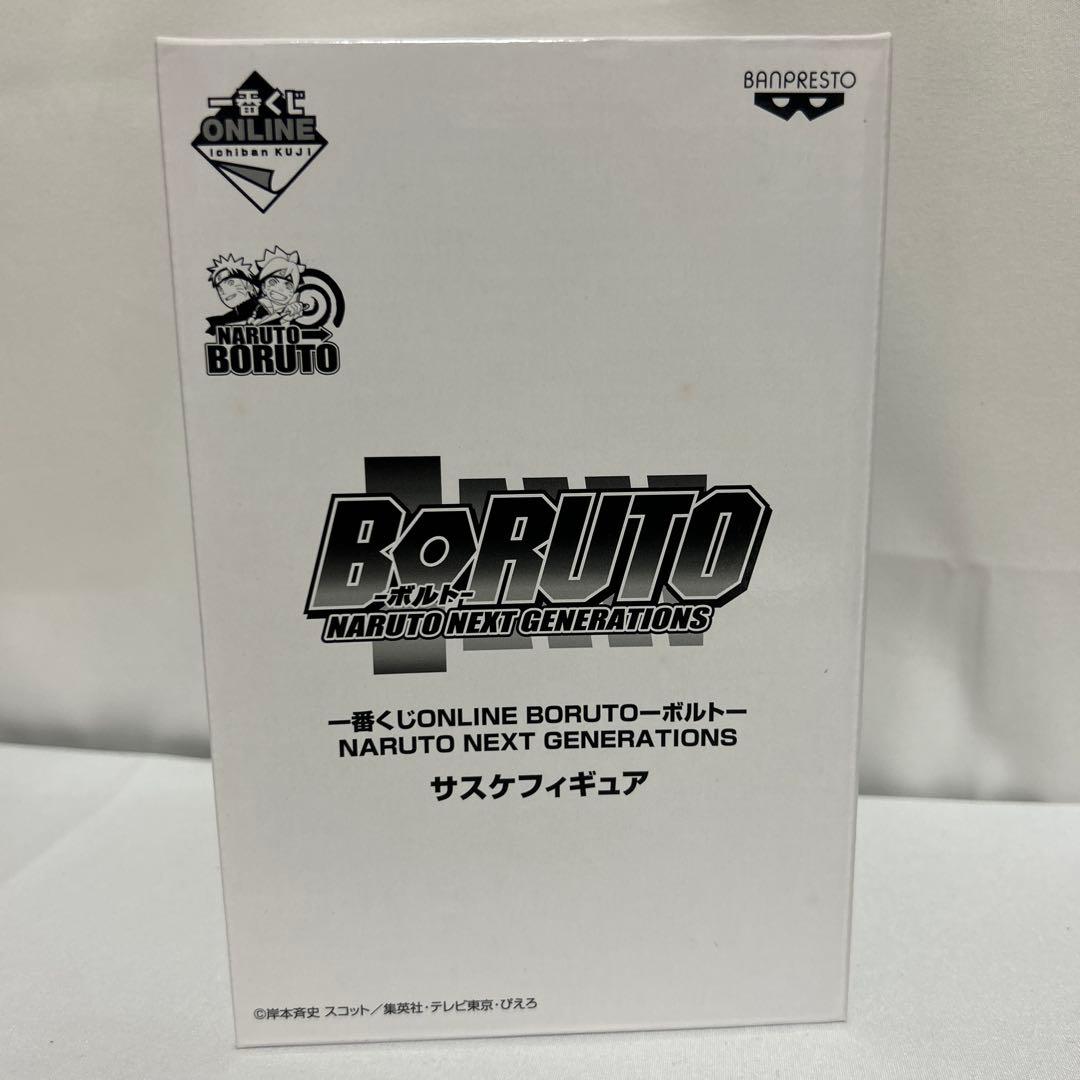 一番くじ
ONLINE
Ichiban KUJI
BANPRESTO
NARUTO
BORUTO
BORUTO
-ボルト-
NARUTO NEXT GENERATIONS
一番くじONLINE BORUTOーボルトー
NARUTO NEXT GENERATIONS
サスケフィギュア
©岸本斉史 スコット／集英社・テレビ東京・ぴえろ